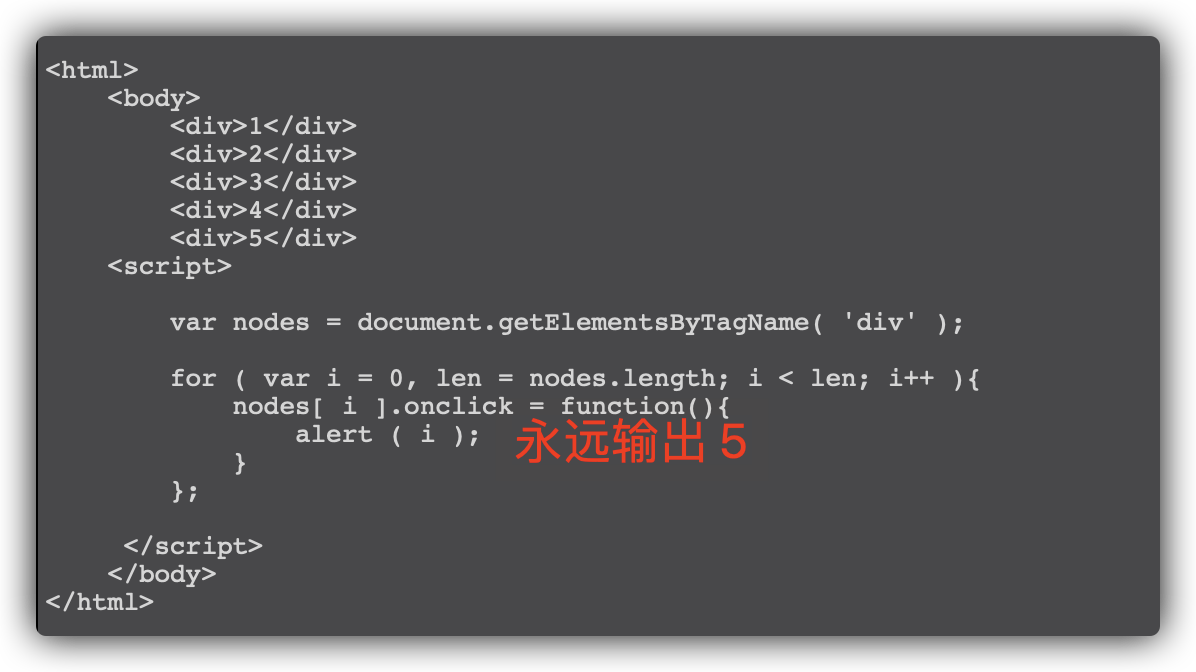 <html>
<body>
<div>1</div>
<div>2</div>
<div>3</div>
<div>4</div>
<div>5</div>
<script>
var nodes = document.getElementsByTagName( 'div' );
for ( var i = 0, len = nodes.length; i < len; i++ ){
nodes[ i ].onclick = function(){
alert ( i ); 永远输出 5
}
};
</script>
</body>
</html>